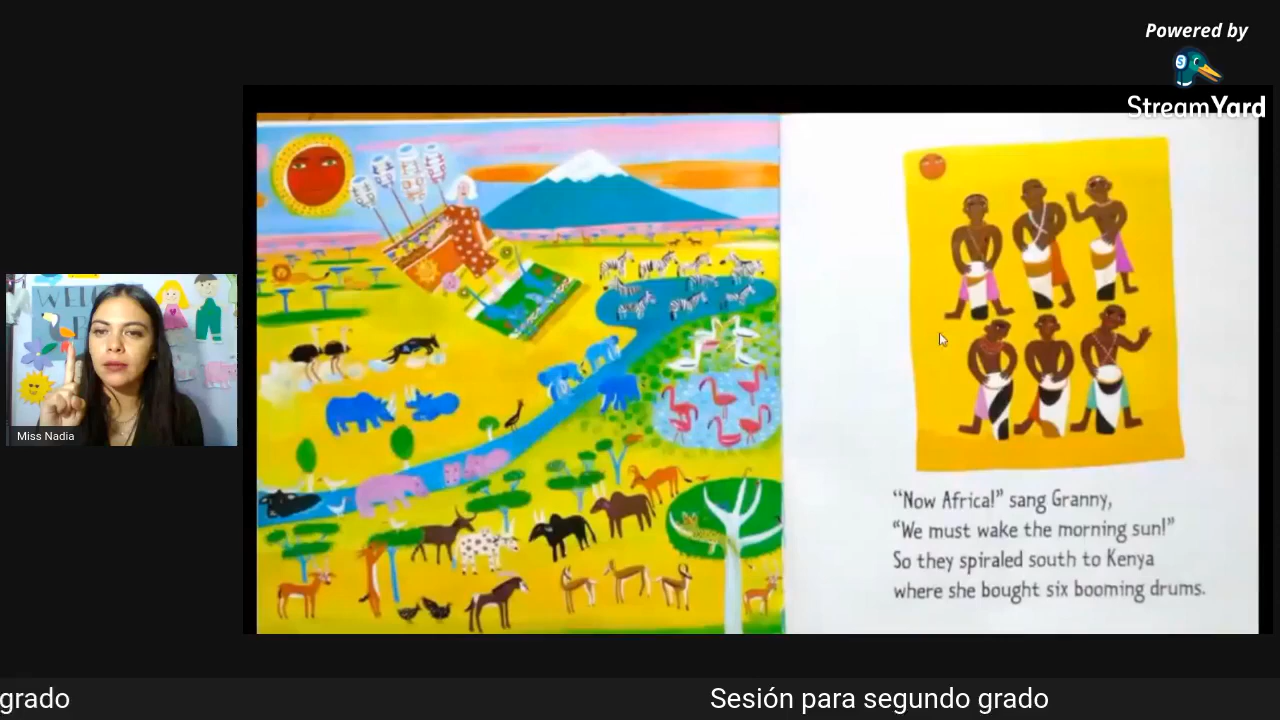 Powered by
StreamYard
WEL
Miss Nadia
“Now Africa!” sang Granny,
“We must wake the morning sun!”
So they spiraled south to Kenya
where she bought six booming drums.
grado
Sesión para segundo grado